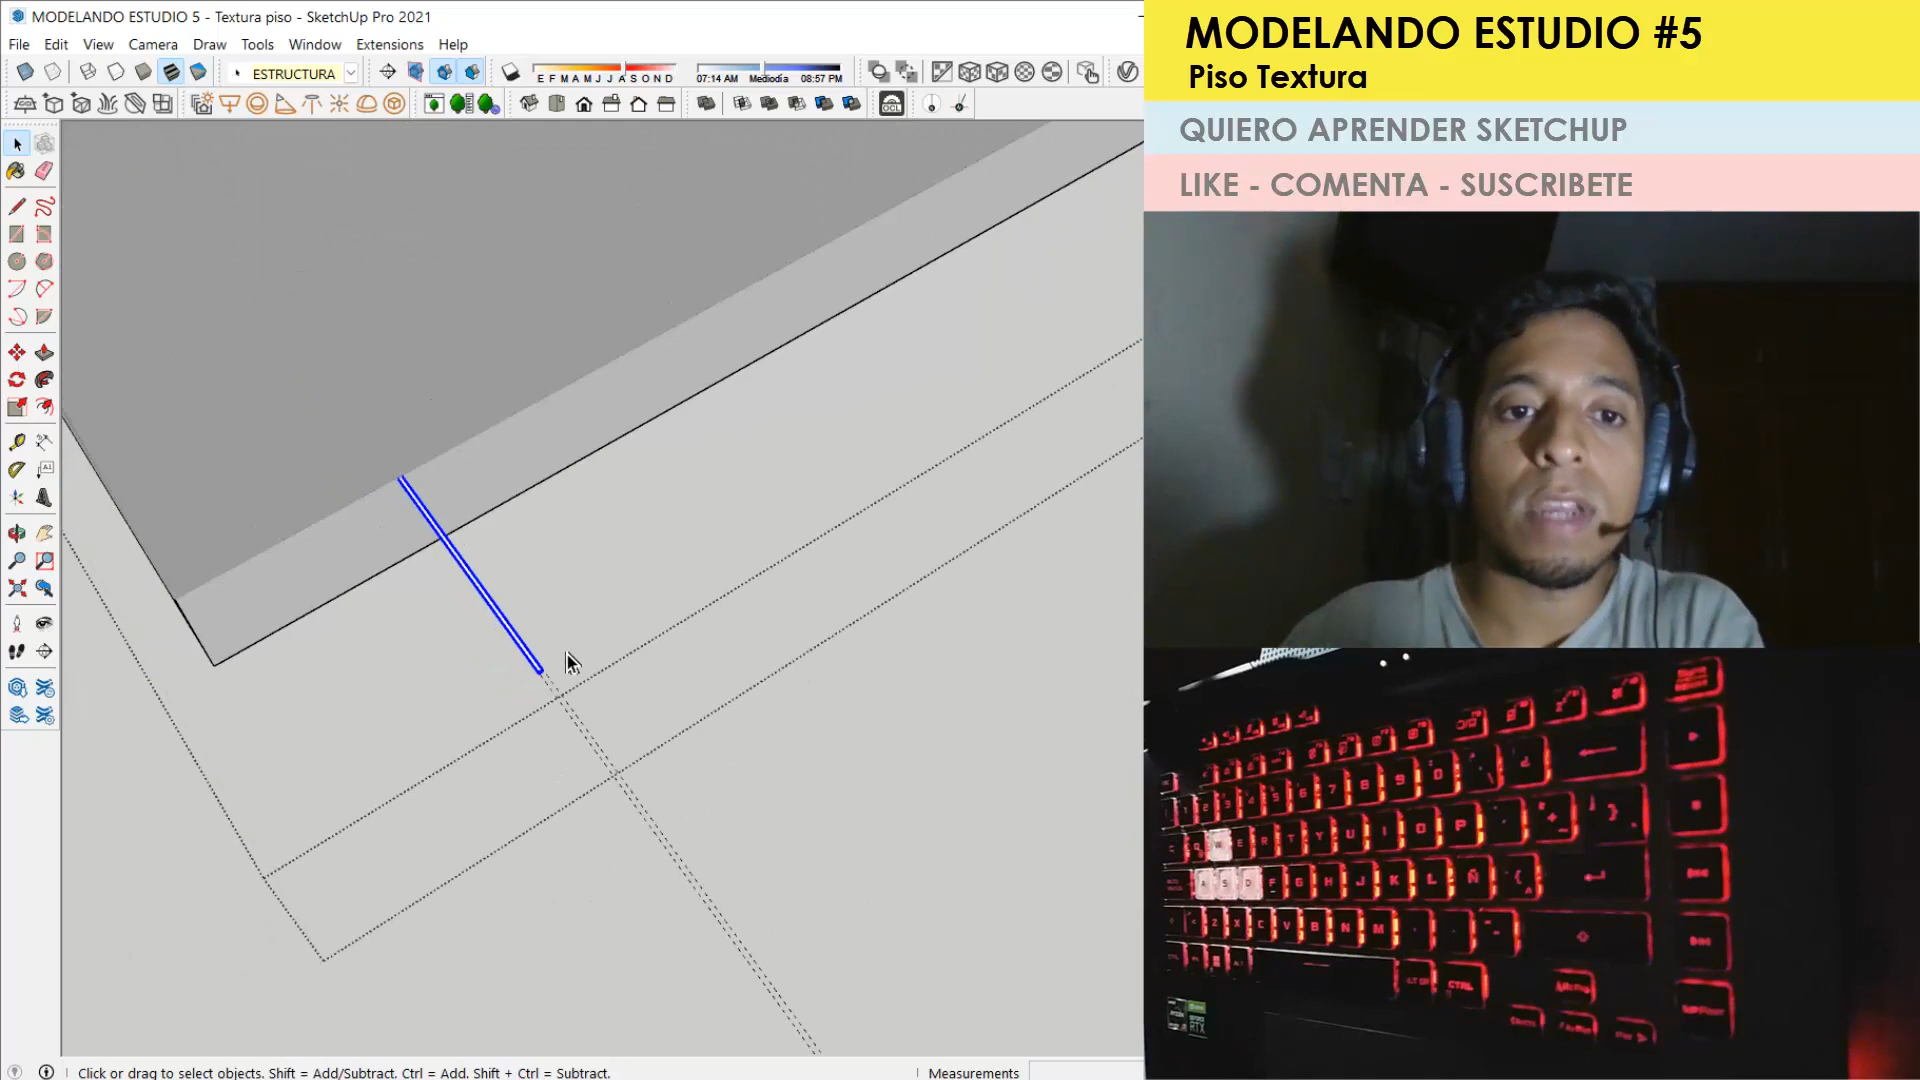 MODELANDO ESTUDIO 5 - Textura piso - SketchUp Pro 2021
File Edit View Camera Draw Tools Window Extensions Help
ESTRUCTURA
E F M A M J J A S O N D
07:14 AM Mediodía 08:57 PM
Click or drag to select objects. Shift = Add/Subtract. Ctrl = Add. Shift + Ctrl = Subtract.
Measurements
MODELANDO ESTUDIO #5
Piso Textura
QUIERO APRENDER SKETCHUP
LIKE - COMENTA - SUSCRIBETE